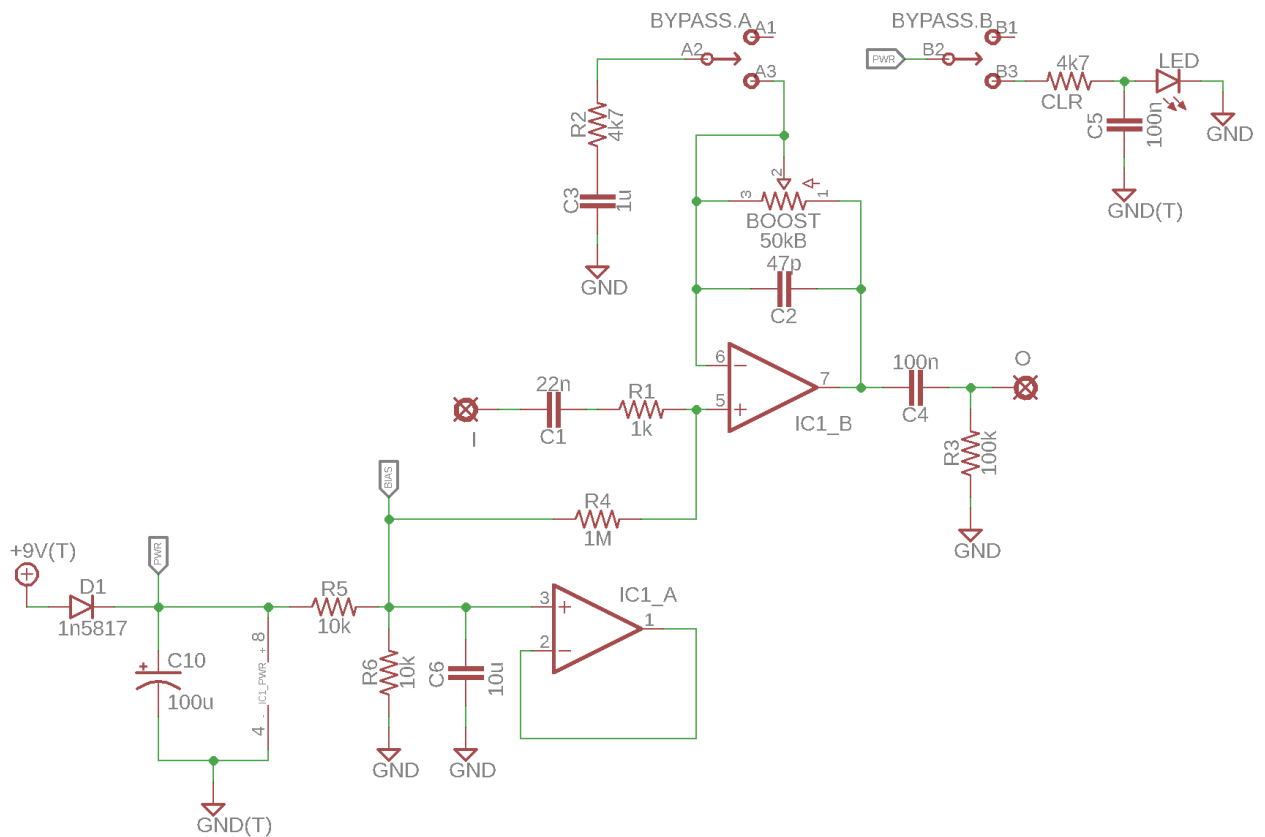 BYPASS.A
A1
A2
A3
BYPASS.B
B1
B2
B3
PWR
4k7
CLR
LED
C5
100n
GND
GND(T)
R2
4k7
C3
1u
GND
2
3
1
BOOST
50kB
47p
C2
6
5
7
IC1_B
22n
C1
R1
1k
I
100n
C4
O
R3
100k
GND
BIAS
R4
1M
+9V(T)
D1
1n5817
PWR
C10
100u
+
8
+
IC1_PWR
-
4
GND(T)
R5
10k
R6
10k
GND
C6
10u
GND
3
2
1
IC1_A